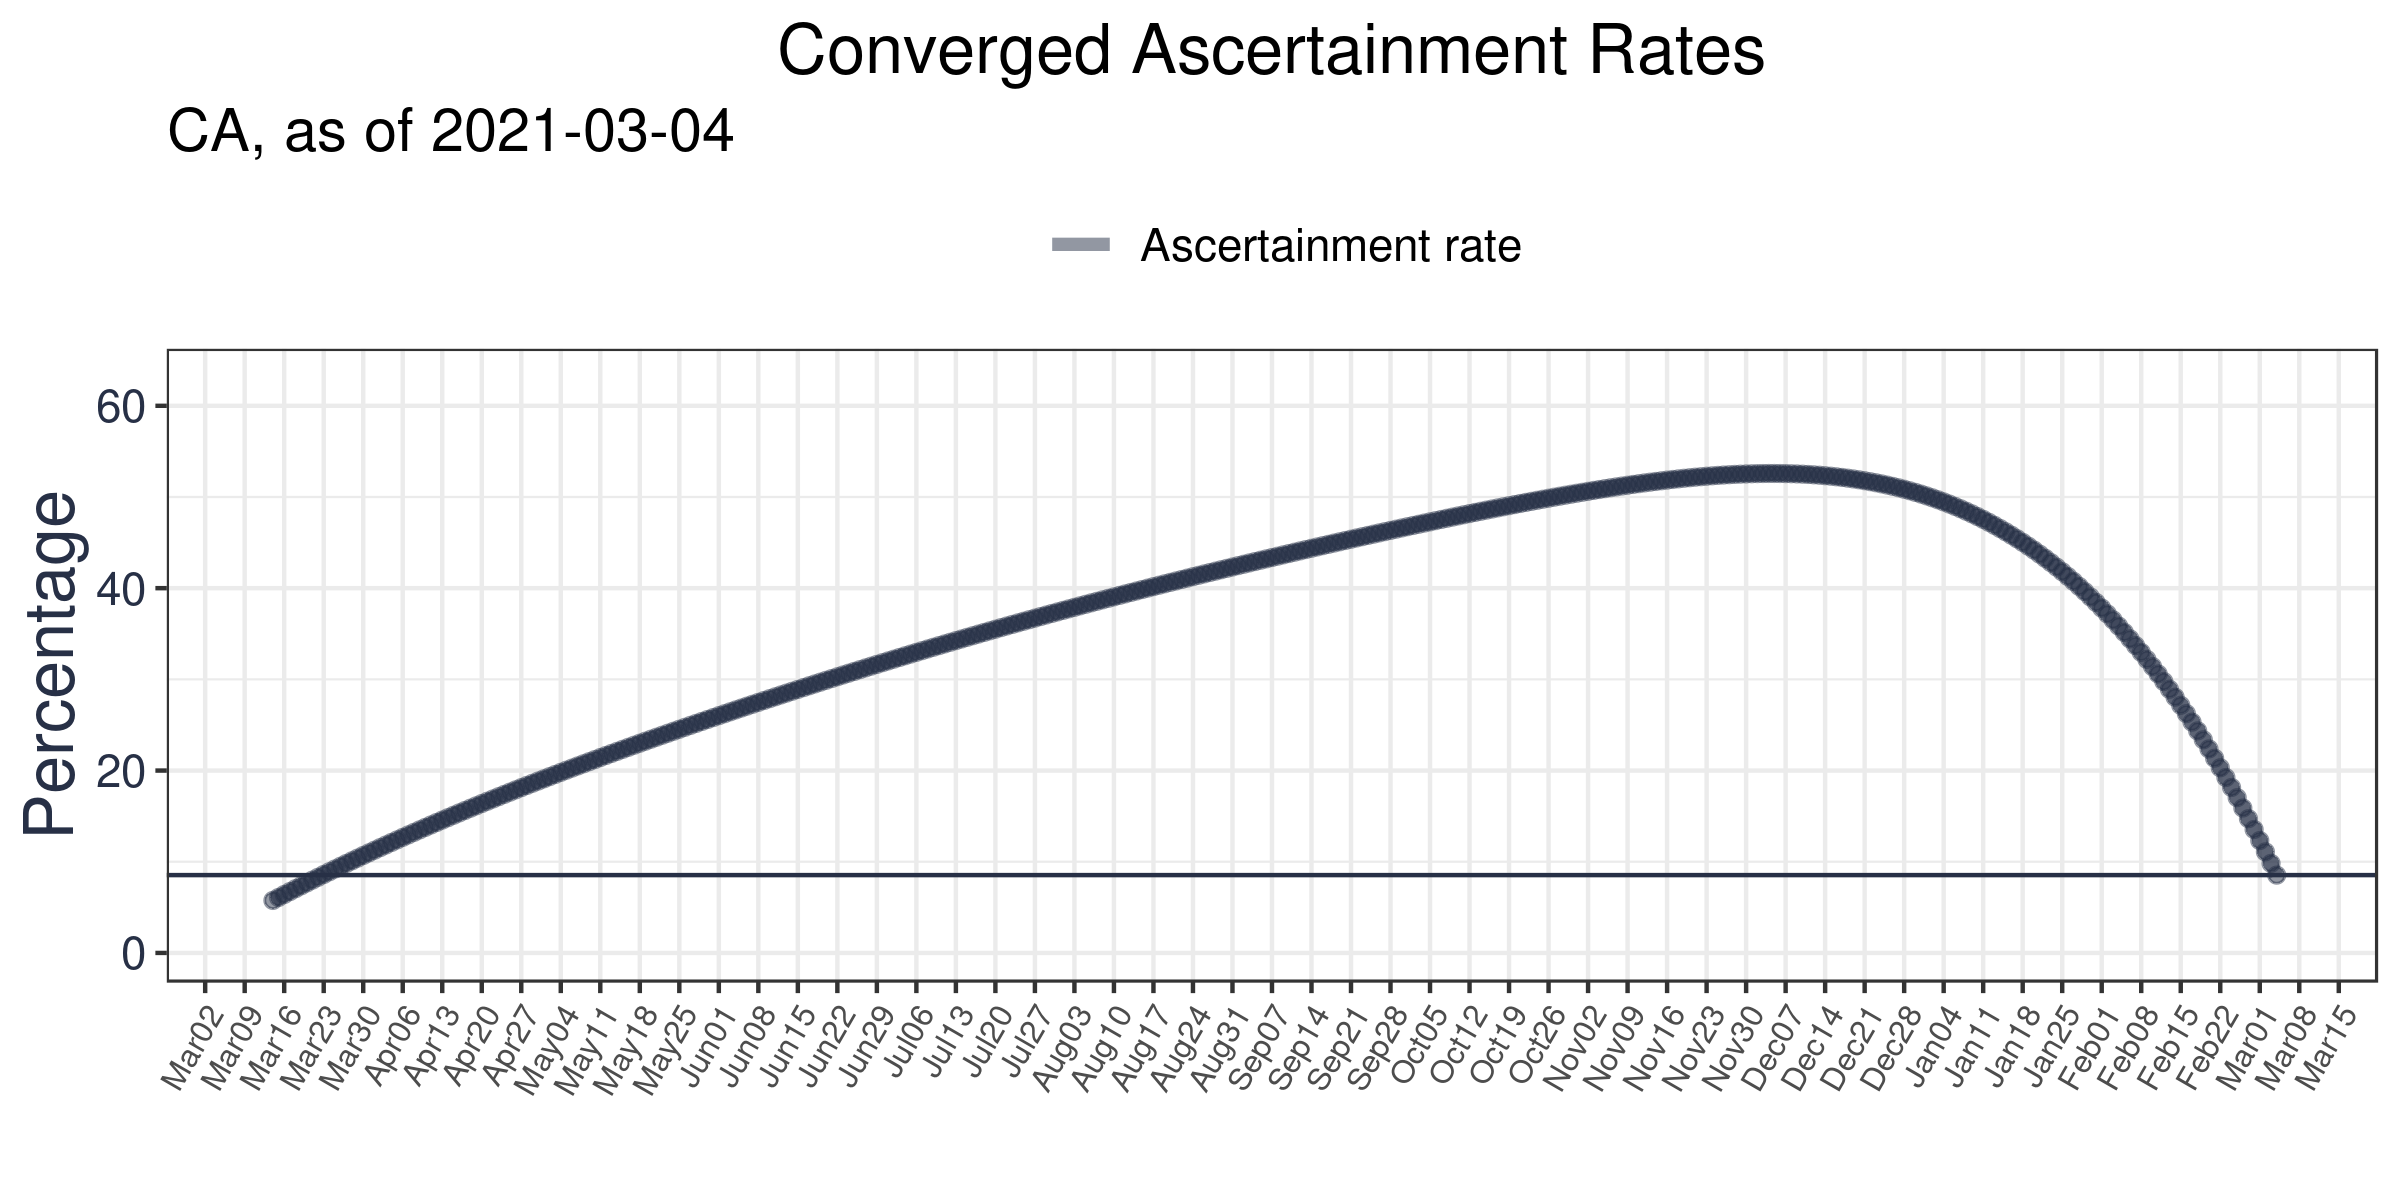 Converged Ascertainment Rates
CA, as of 2021-03-04
Ascertainment rate
Percentage
60
40
20
0
Mar02 Mar09 Mar16 Mar23 Mar30 Apr06 Apr13 Apr20 Apr27 May04 May11 May18 May25 Jun01 Jun08 Jun15 Jun22 Jun29 Jul06 Jul13 Jul20 Jul27 Aug03 Aug10 Aug17 Aug24 Aug31 Sep07 Sep14 Sep21 Sep28 Oct05 Oct12 Oct19 Oct26 Nov02 Nov09 Nov16 Nov23 Nov30 Dec07 Dec14 Dec21 Dec28 Jan04 Jan11 Jan18 Jan25 Feb01 Feb08 Feb15 Feb22 Mar01 Mar08 Mar15